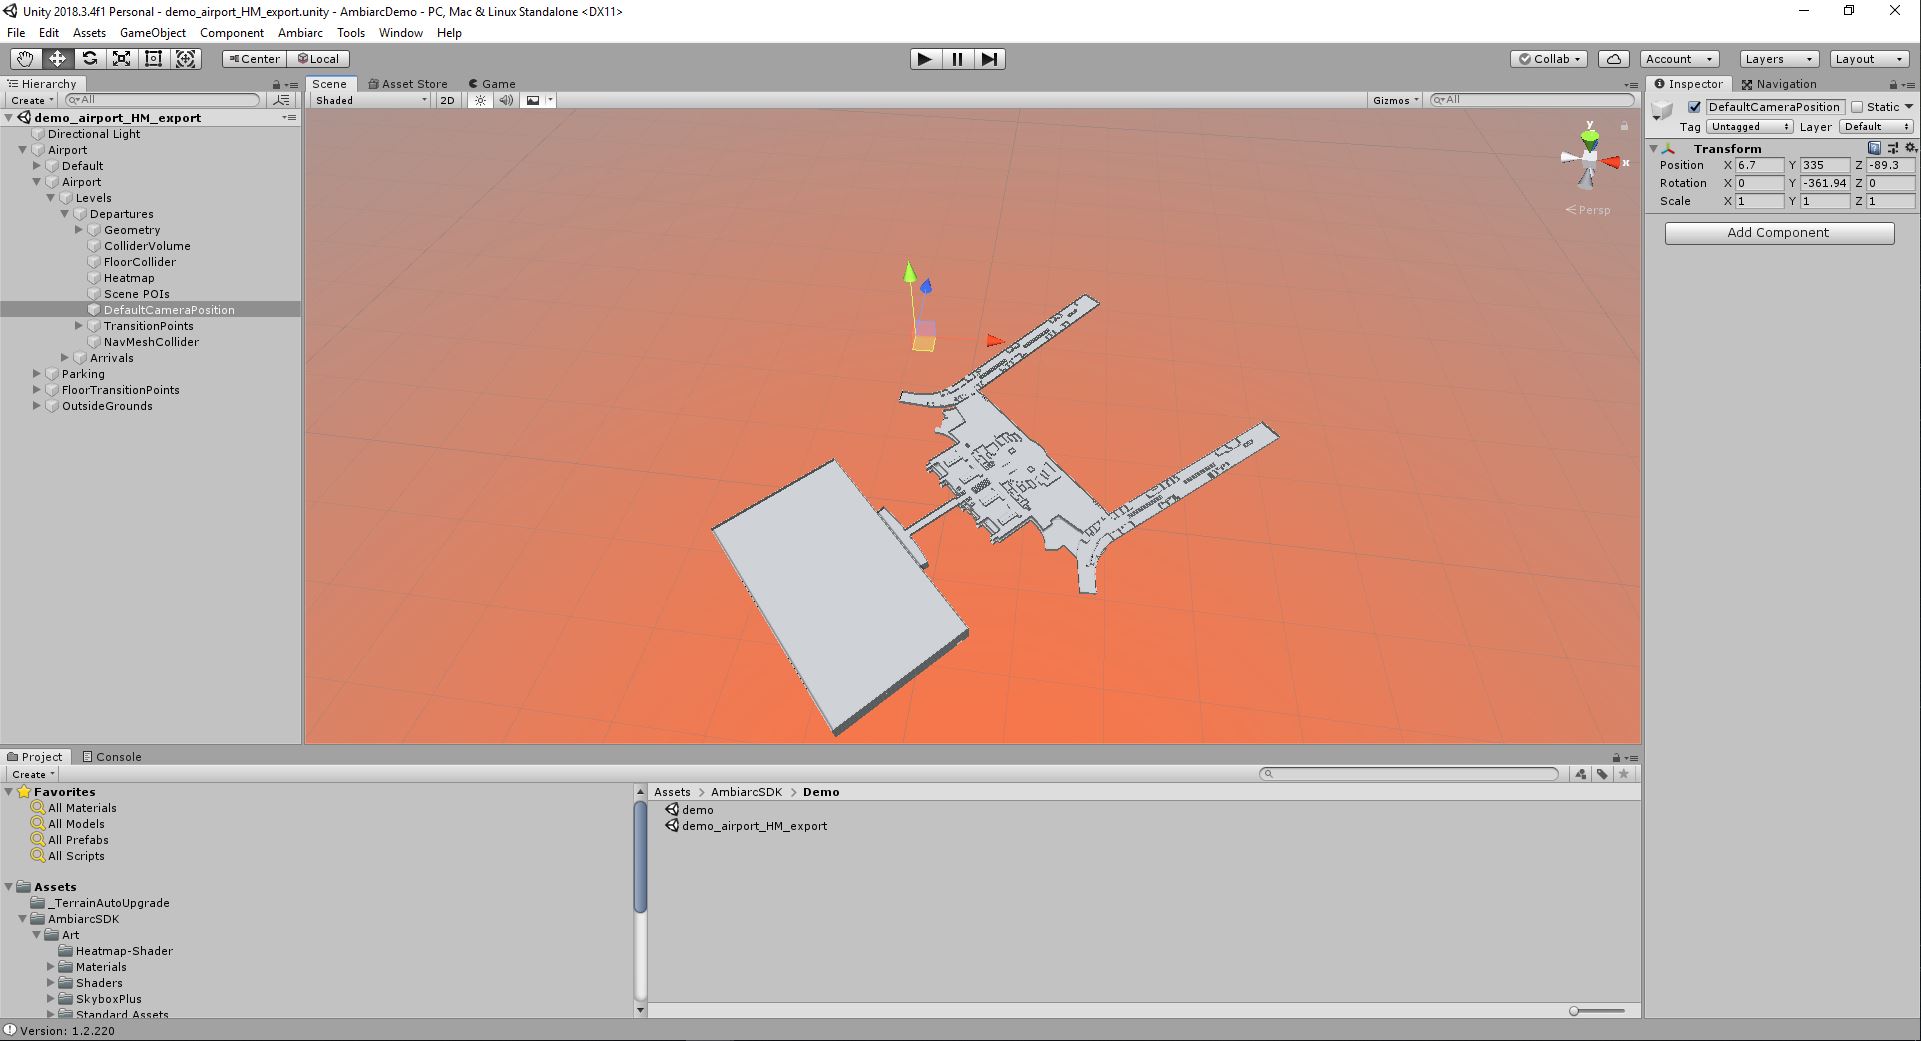 Unity 2018.3.4f1 Personal - demo_airport_HM_export.unity - AmbiarcDemo - PC, Mac & Linux Standalone <DX11>
File Edit Assets GameObject Component Ambiarc Tools Window Help
Center Local Collab Account Layers Layout
Hierarchy
Create All
demo_airport_HM_export
Directional Light
Airport
Default
Airport
Levels
Departures
Geometry
ColliderVolume
FloorCollider
Heatmap
Scene POIs
DefaultCameraPosition
TransitionPoints
NavMeshCollider
Arrivals
Parking
FloorTransitionPoints
OutsideGrounds
Scene Asset Store Game
Shaded 2D Gizmos All
y
x
Persp
Inspector Navigation
DefaultCameraPosition Static
Tag Untagged Layer Default
Transform
Position X 6.7 Y 335 Z -89.3
Rotation X 0 Y -361.94 Z 0
Scale X 1 Y 1 Z 1
Add Component
Project Console
Create
Favorites
All Materials
All Models
All Prefabs
All Scripts
Assets
_TerrainAutoUpgrade
AmbiarcSDK
Art
Heatmap-Shader
Materials
Shaders
SkyboxPlus
Standard Assets
Assets > AmbiarcSDK > Demo
demo
demo_airport_HM_export
Version: 1.2.220